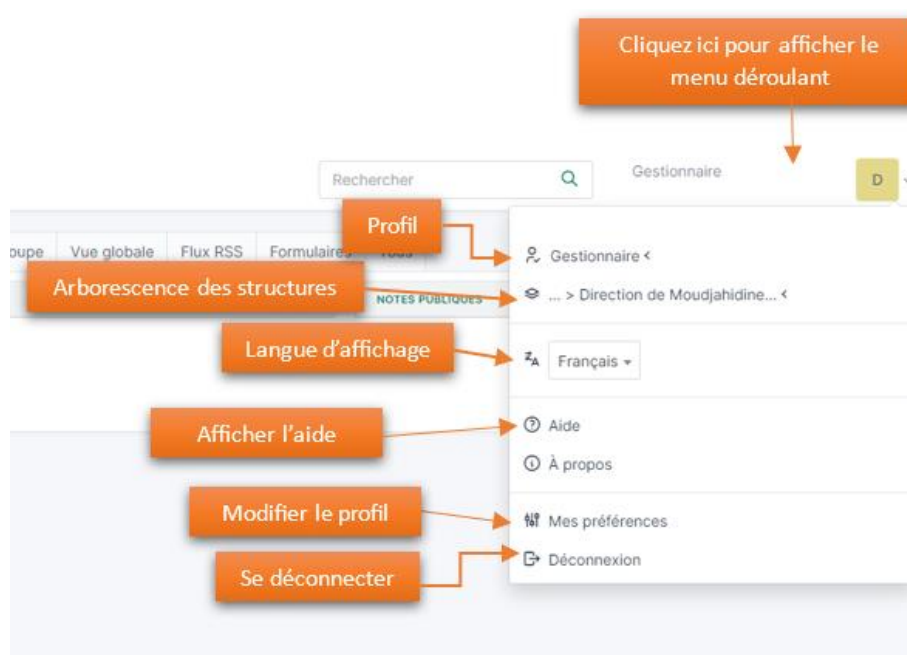 Cliquez ici pour afficher le
menu déroulant
Rechercher
Gestionnaire
D
Profil
oupe
Vue globale
Flux RSS
Formulaires
Tous
Gestionnaire <
Arborescence des structures
NOTES PUBLIQUES
... > Direction de Moudjahidine... <
Langue d’affichage
Français
Afficher l’aide
Aide
À propos
Modifier le profil
Mes préférences
Se déconnecter
Déconnexion